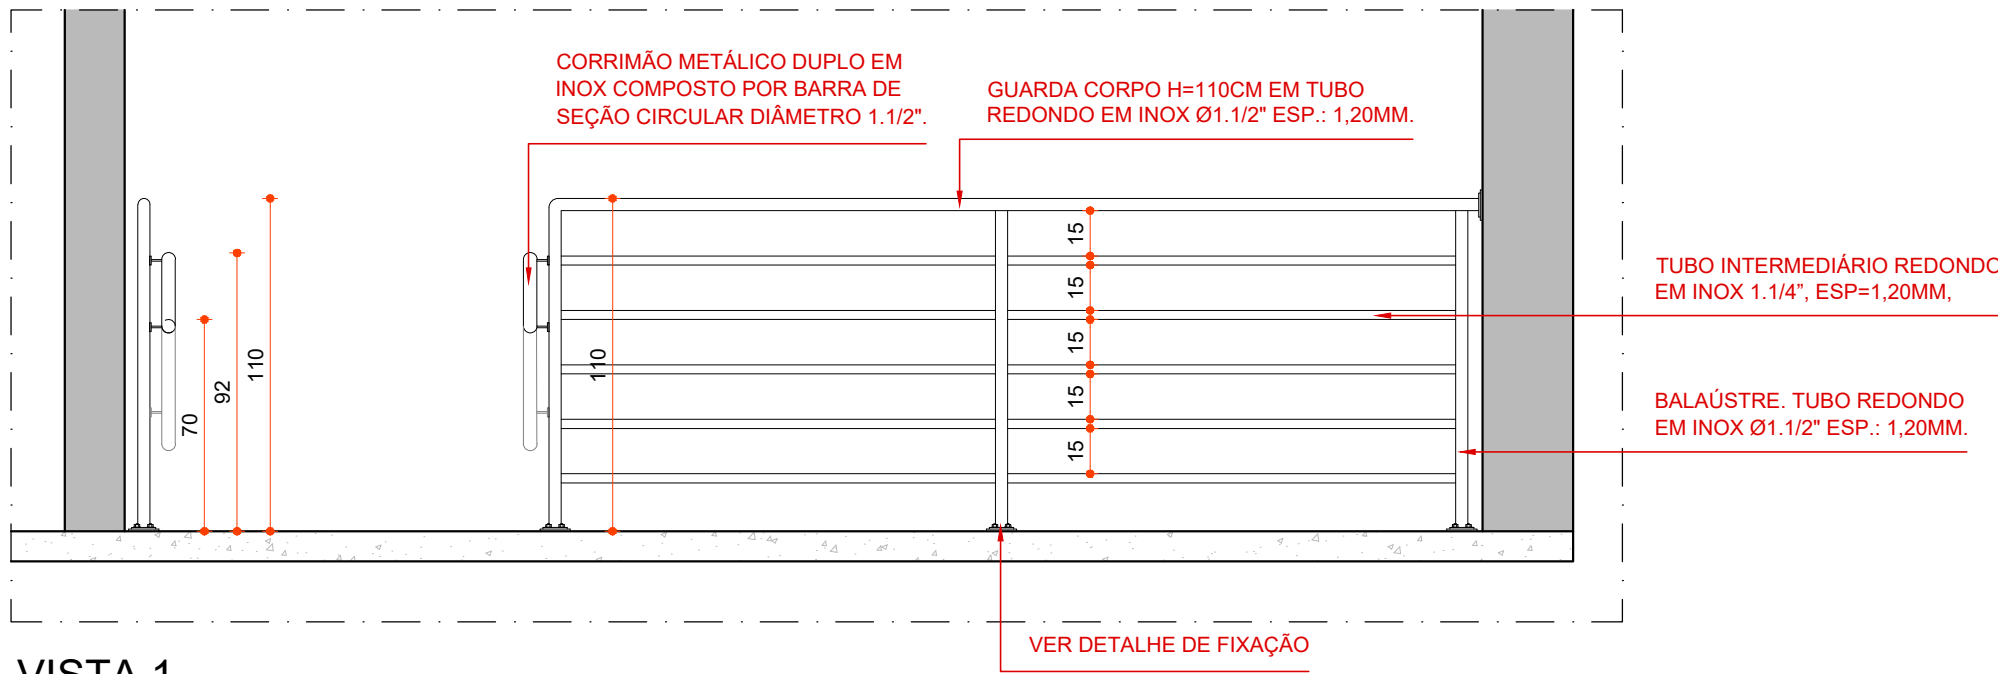 CORRIMÃO METÁLICO DUPLO EM
INOX COMPOSTO POR BARRA DE
SEÇÃO CIRCULAR DIÂMETRO 1.1/2".
GUARDA CORPO H=110CM EM TUBO
REDONDO EM INOX Ø1.1/2" ESP.: 1,20MM.
TUBO INTERMEDIÁRIO REDONDO
EM INOX 1.1/4”, ESP=1,20MM,
BALAÚSTRE. TUBO REDONDO
EM INOX Ø1.1/2" ESP.: 1,20MM.
70
92
110
110
15
15
15
15
15
VER DETALHE DE FIXAÇÃO
VISTA 1